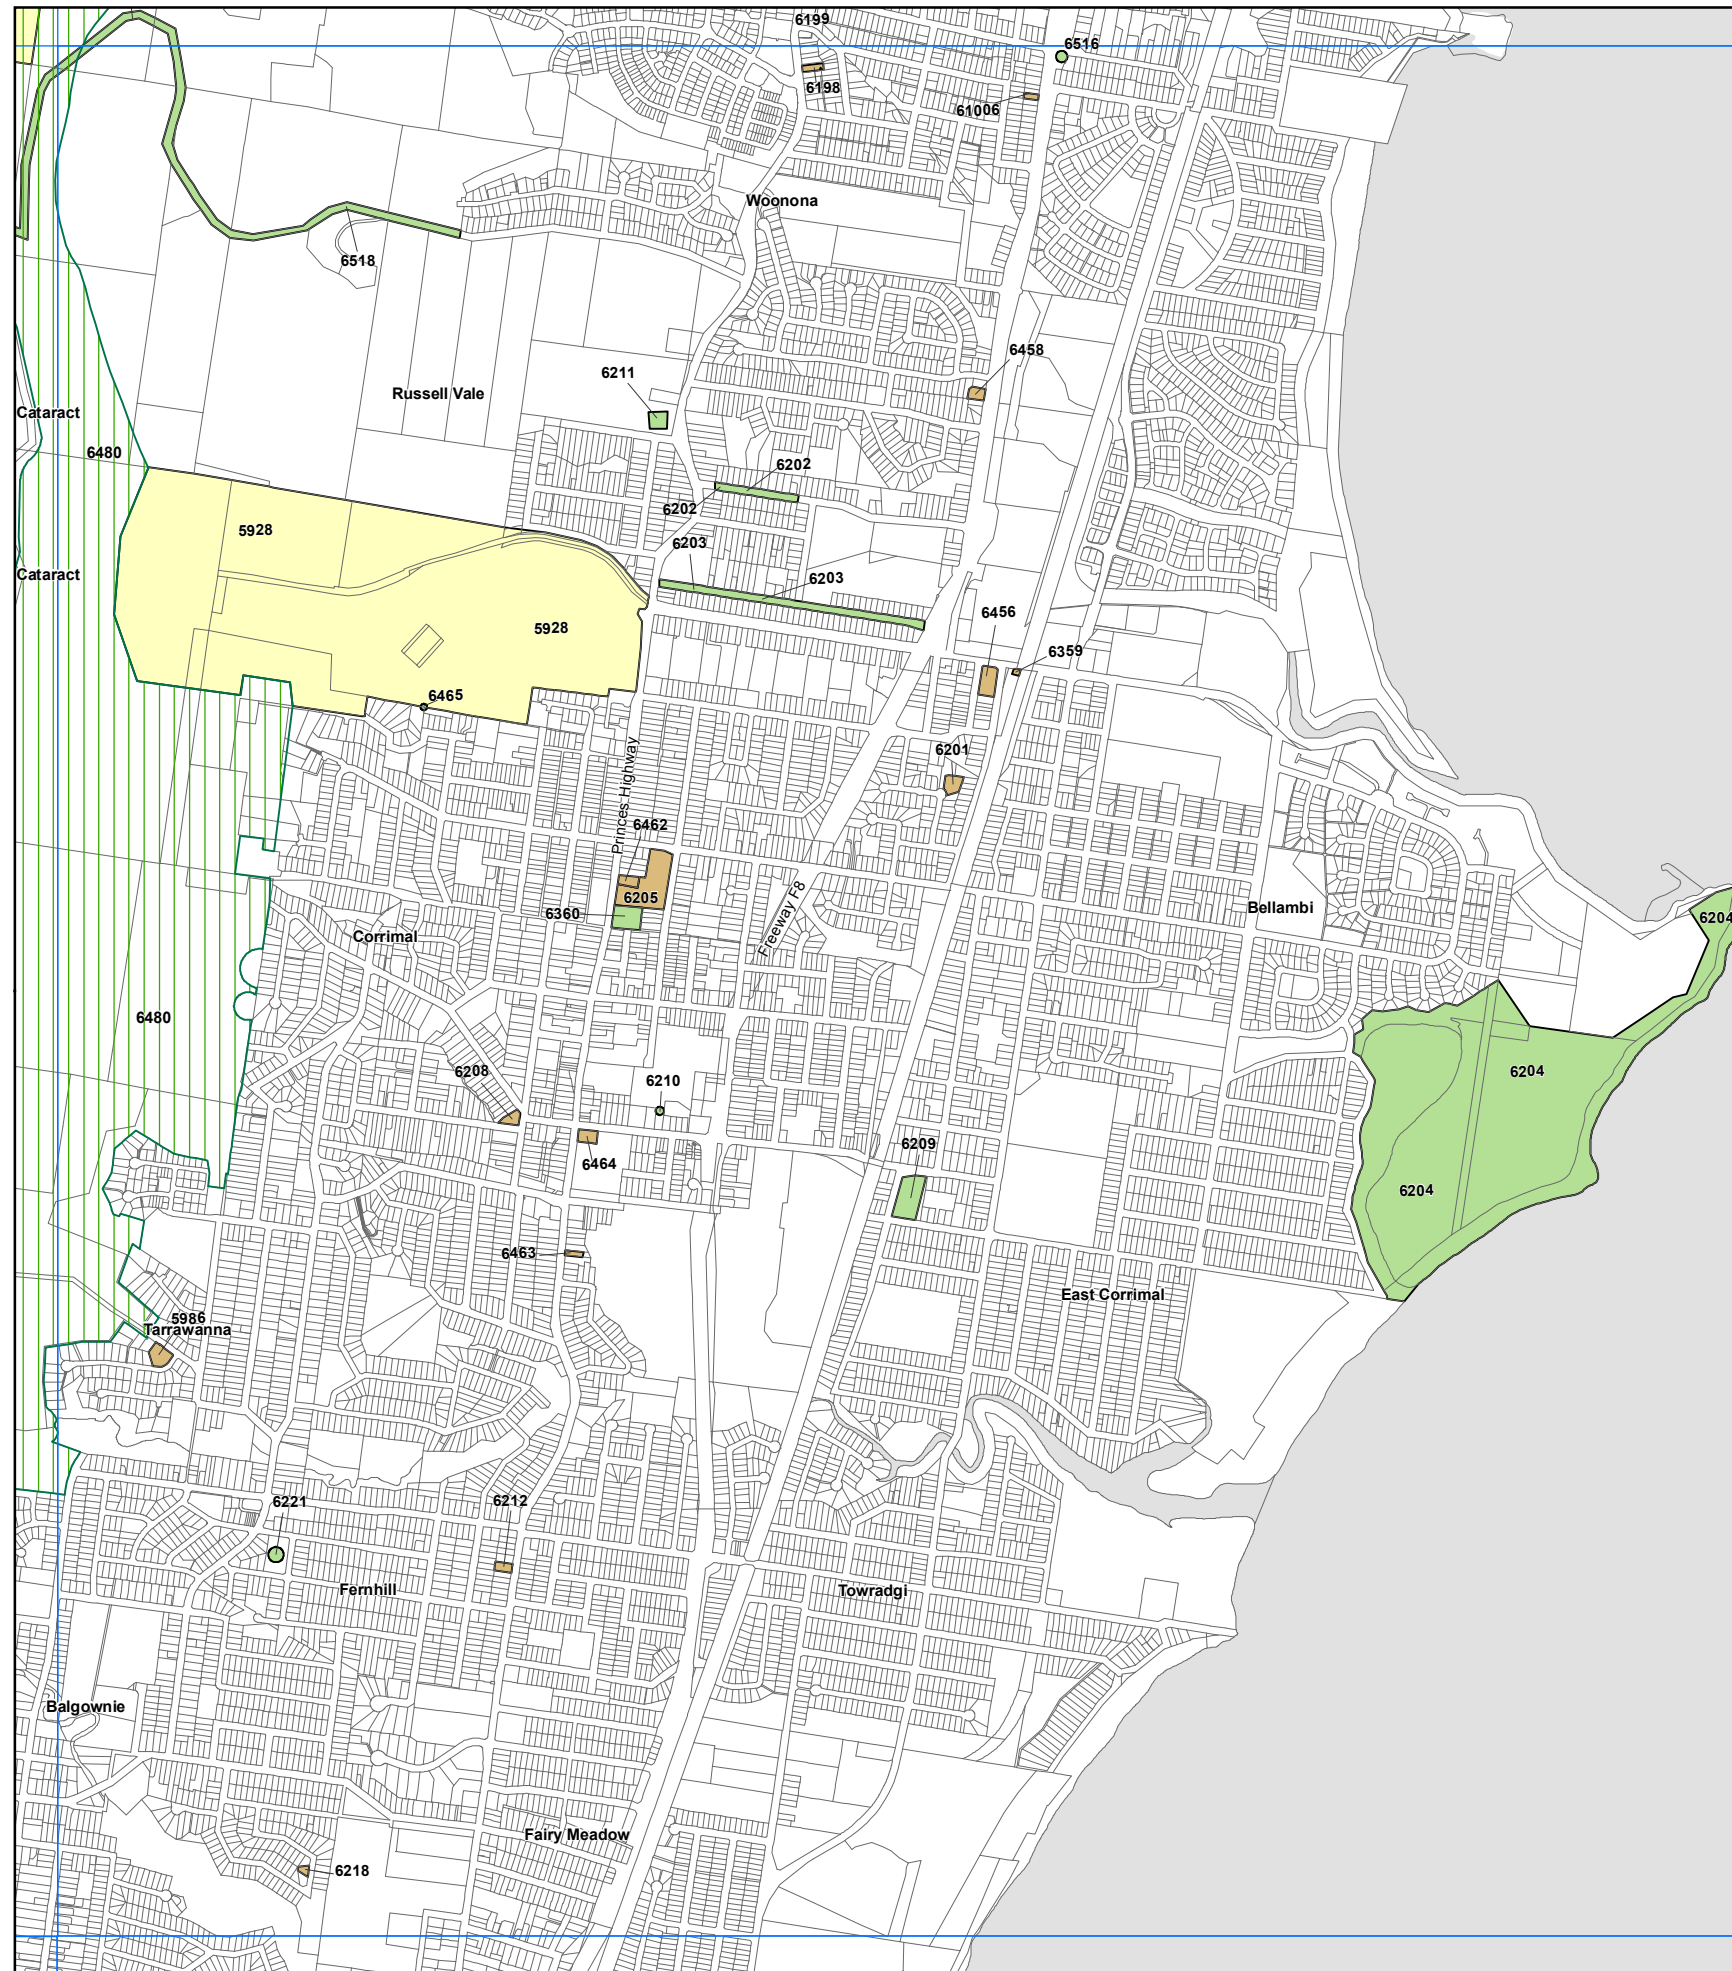 6199
6516
6198
61006
Woonona
6518
6458
6211
Russell Vale
Cataract
6480
6202
6202
5928
6203
Cataract
6203
6456
5928
6359
6465
6201
Princes Highway
6462
6205
6360
Freeway F8
Bellambi
6204
Corrimal
6480
6208
6210
6204
6209
6464
6204
6463
East Corrimal
5986
Tarrawanna
6221
6212
Fernhill
Towradgi
Balgownie
Fairy Meadow
6218